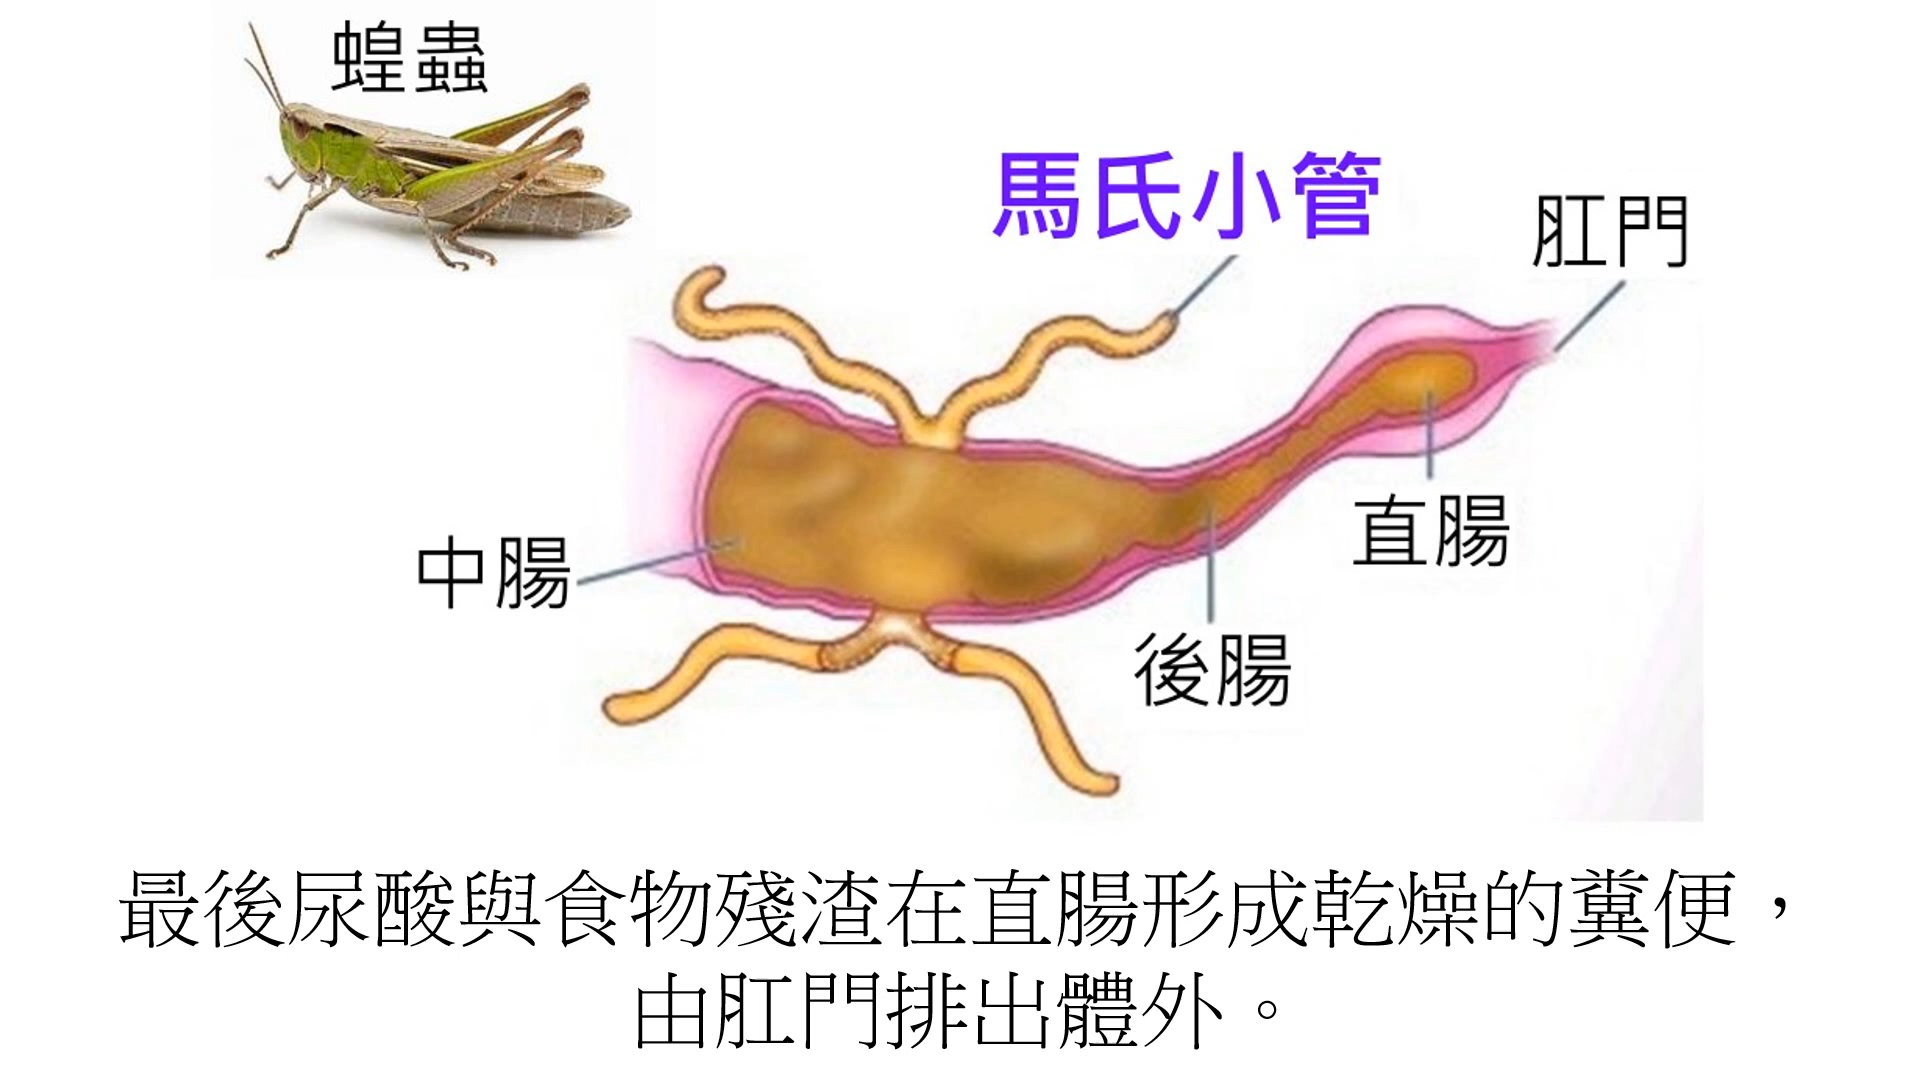 蝗蟲
馬氏小管
肛門
中腸
直腸
後腸
最後尿酸與食物殘渣在直腸形成乾燥的糞便，
由肛門排出體外。